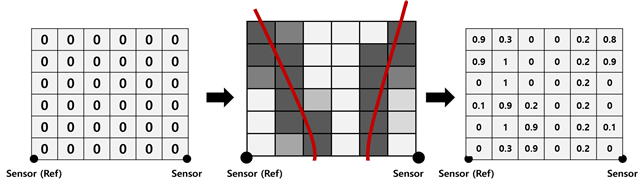 0 0 0 0 0 0
0 0 0 0 0 0
0 0 0 0 0 0
0 0 0 0 0 0
0 0 0 0 0 0
0 0 0 0 0 0
Sensor (Ref) Sensor
Sensor (Ref) Sensor
0.9 0.3 0 0 0.2 0.8
0.9 1 0 0 0.2 0.9
0 1 0 0 0.2 0
0.1 0.9 0.2 0 0.2 0
0 1 0.9 0 0.2 0.1
0 0.3 0.9 0 0.2 0
Sensor (Ref) Sensor